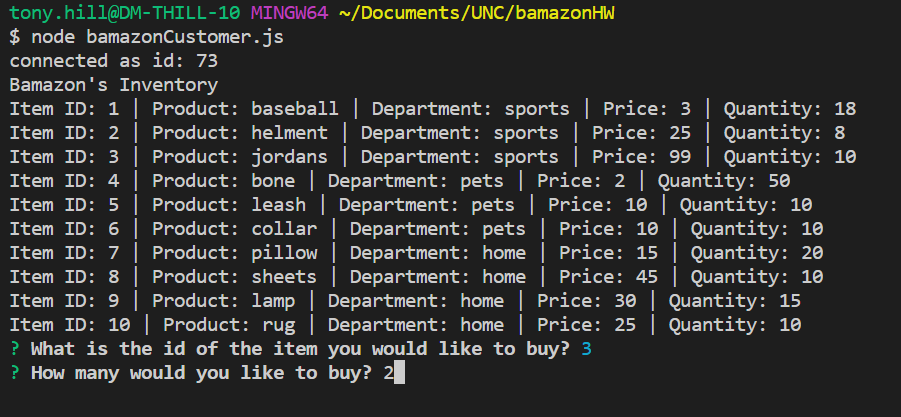 tony.hill@DM-THILL-10 MINGW64 ~/Documents/UNC/bamazonHW
$ node bamazonCustomer.js
connected as id: 73
Bamazon's Inventory
Item ID: 1 | Product: baseball | Department: sports | Price: 3 | Quantity: 18
Item ID: 2 | Product: helment | Department: sports | Price: 25 | Quantity: 8
Item ID: 3 | Product: jordans | Department: sports | Price: 99 | Quantity: 10
Item ID: 4 | Product: bone | Department: pets | Price: 2 | Quantity: 50
Item ID: 5 | Product: leash | Department: pets | Price: 10 | Quantity: 10
Item ID: 6 | Product: collar | Department: pets | Price: 10 | Quantity: 10
Item ID: 7 | Product: pillow | Department: home | Price: 15 | Quantity: 20
Item ID: 8 | Product: sheets | Department: home | Price: 45 | Quantity: 10
Item ID: 9 | Product: lamp | Department: home | Price: 30 | Quantity: 15
Item ID: 10 | Product: rug | Department: home | Price: 25 | Quantity: 10
? What is the id of the item you would like to buy? 3
? How many would you like to buy? 2